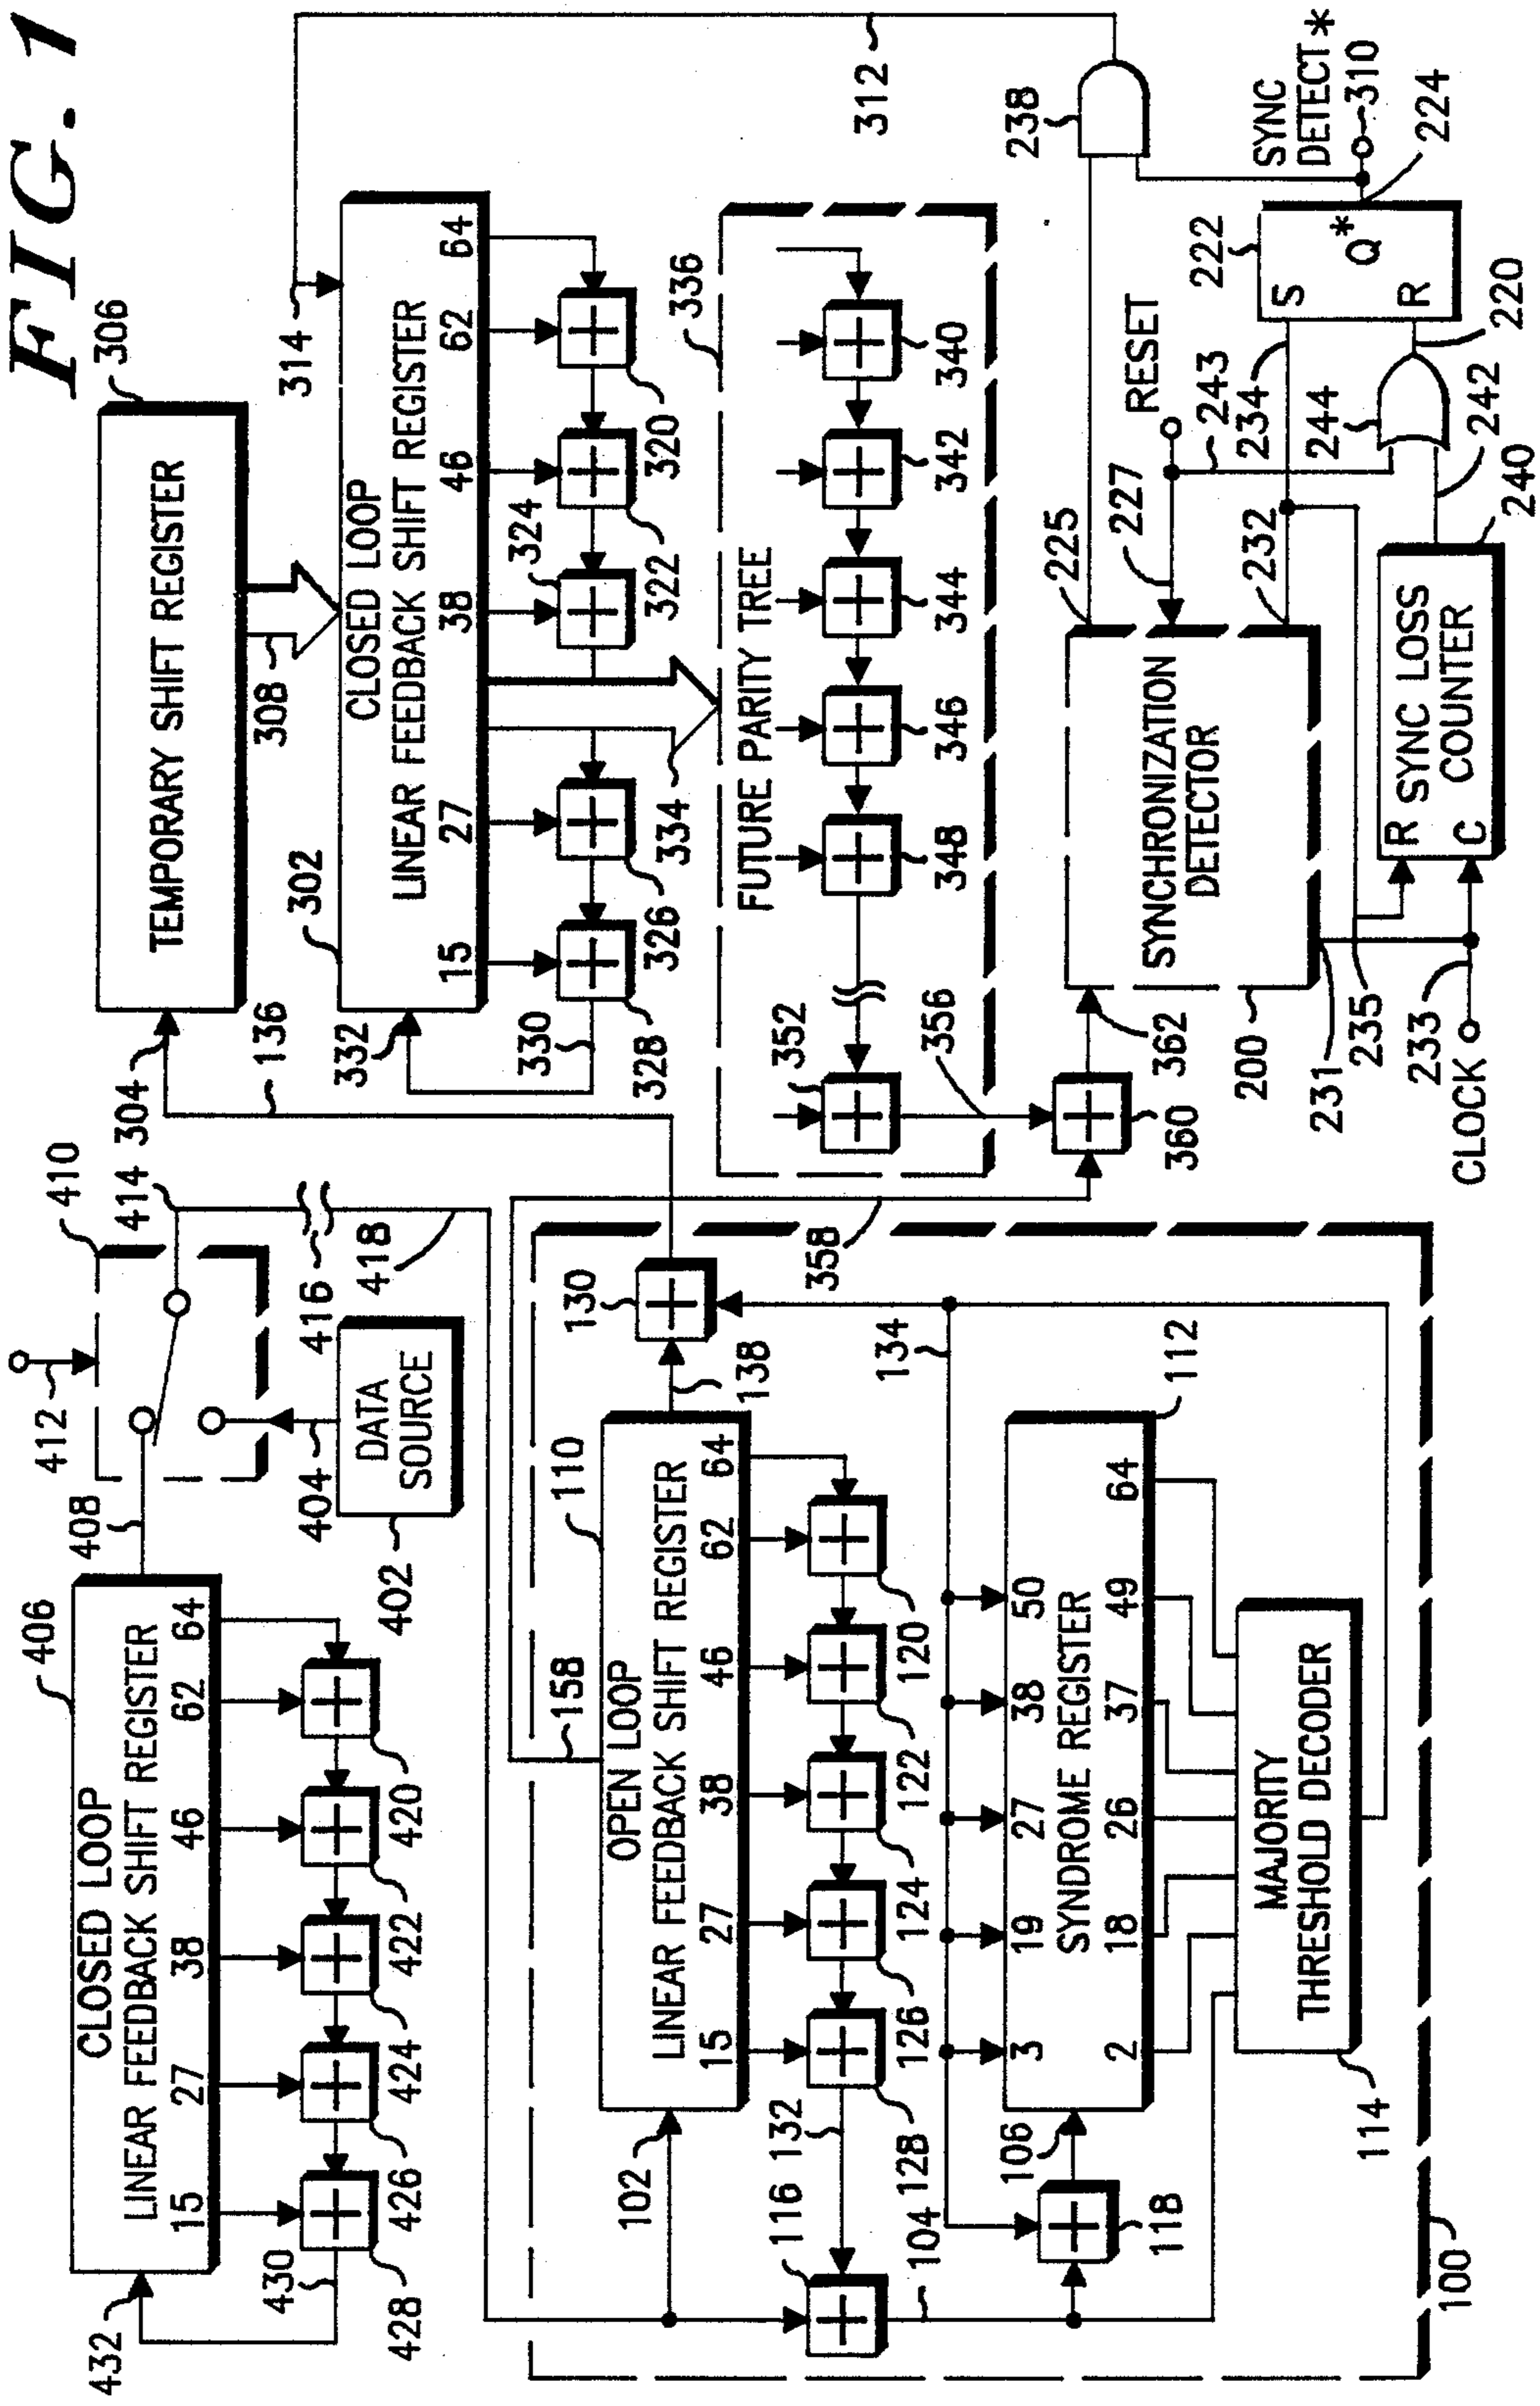 FIG. 1
406
CLOSED LOOP
LINEAR FEEDBACK SHIFT REGISTER
15 27 38 46 62 64
432
430
428 426 424 422 420
408
412
410
414
404
DATA
SOURCE
402
416
418
304
136
TEMPORARY SHIFT REGISTER
306
308
302
CLOSED LOOP
LINEAR FEEDBACK SHIFT REGISTER
15 27 38 46 62 64
314
312
332
330
328 326 324 322 320
334
336
FUTURE PARITY TREE
352 348 346 344 342 340
356
358
360
362
158
110
OPEN LOOP
LINEAR FEEDBACK SHIFT REGISTER
15 27 38 46 62 64
102
138
130
132
128 126 124 122 120
116
104
134
106
118
3 19 27 38 50
SYNDROME REGISTER
2 18 26 37 49 64
112
MAJORITY
THRESHOLD DECODER
114
100
SYNCHRONIZATION
DETECTOR
200
225
227
RESET
238
231
232
234
243
235
233
CLOCK
R SYNC LOSS
C COUNTER
240
242
244
220
222
S
Q*
R
224
SYNC
DETECT*
310